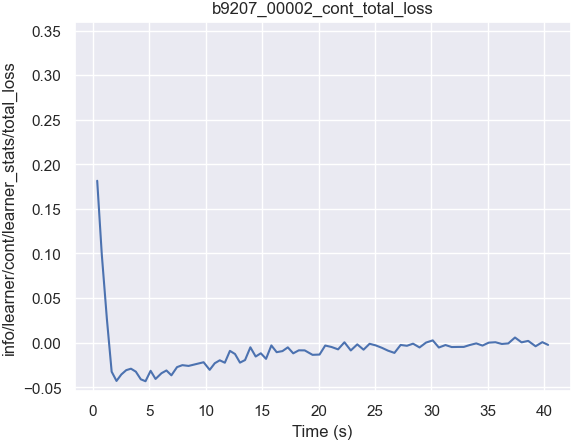 b9207_00002_cont_total_loss
info/learner/cont/learner_stats/total_loss
0.35
0.30
0.25
0.20
0.15
0.10
0.05
0.00
−0.05
0 5 10 15 20 25 30 35 40
Time (s)